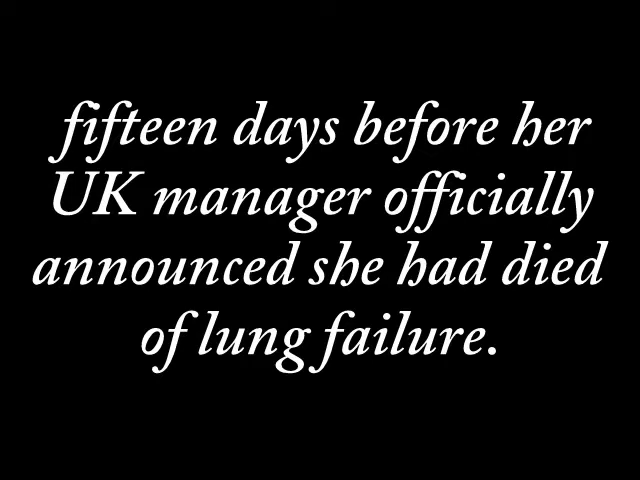 fifteen days before her
UK manager officially
announced she had died
of lung failure.